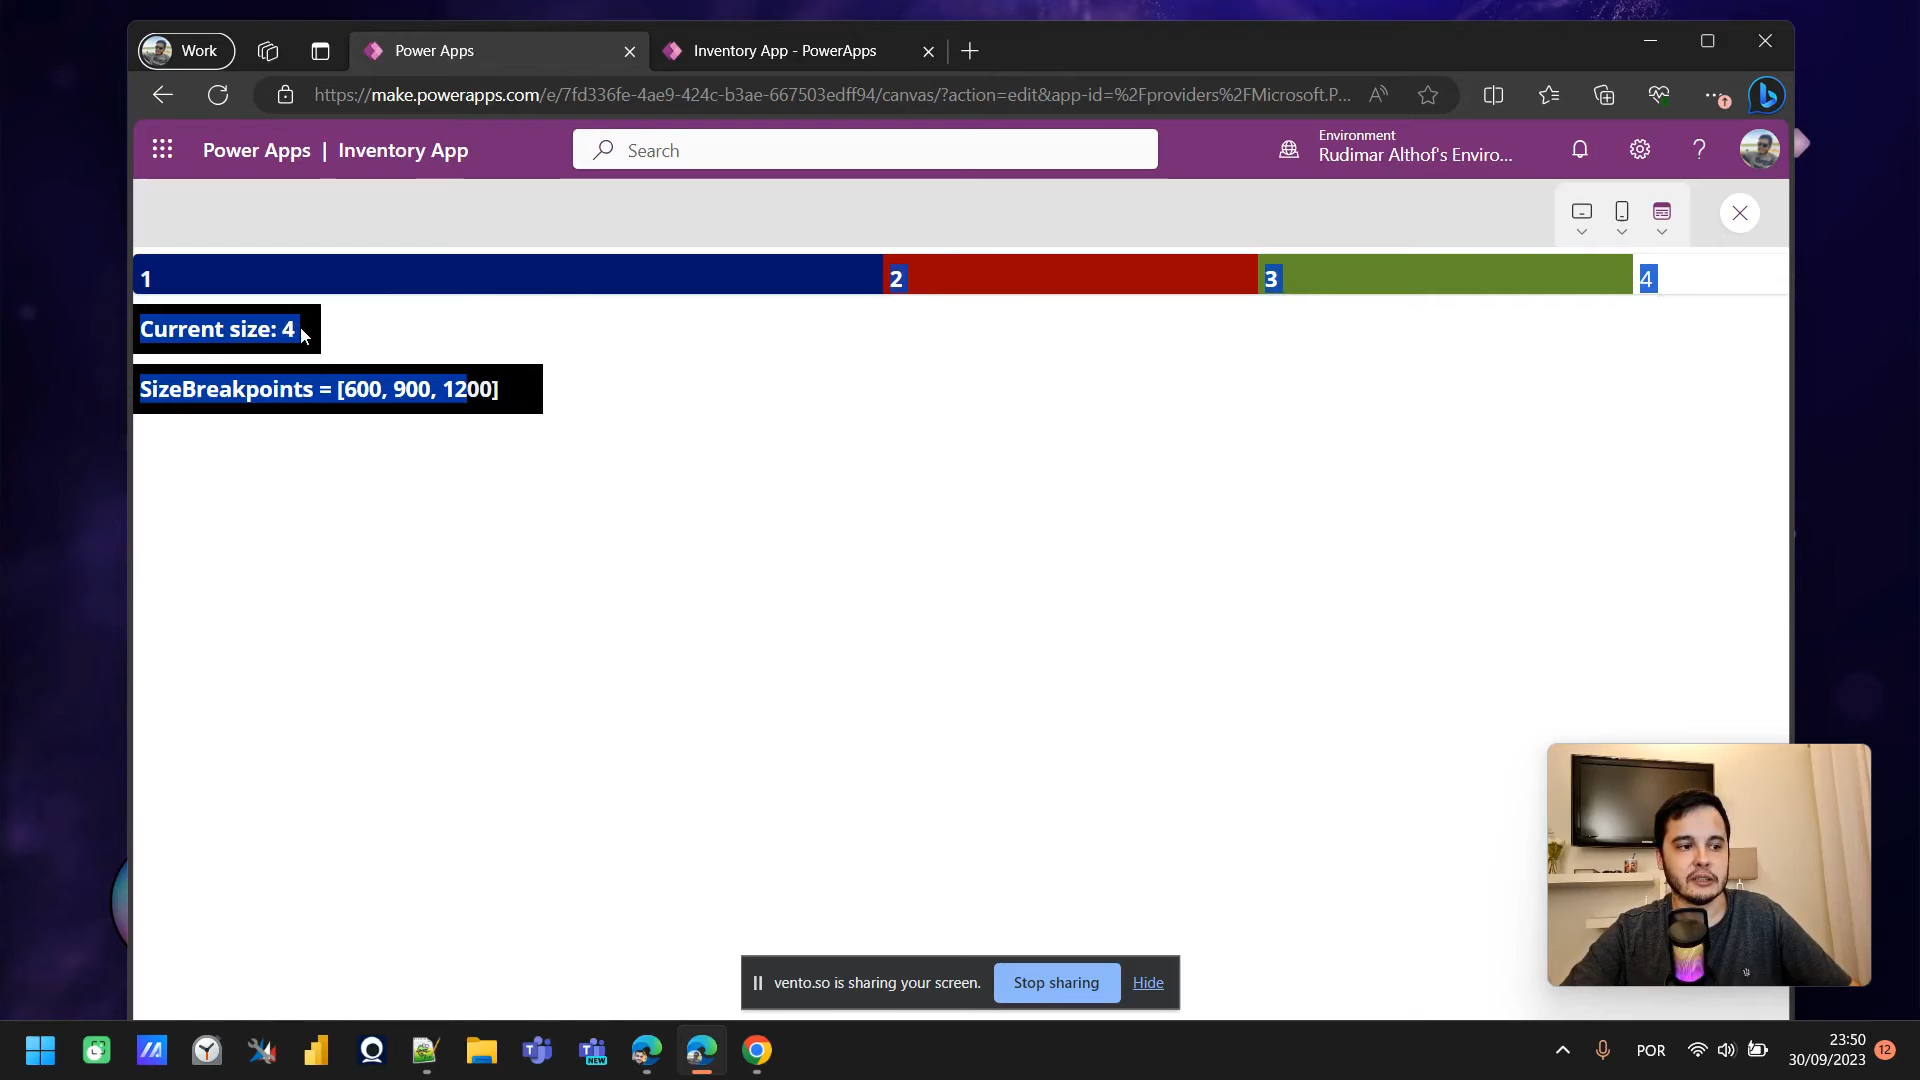 Work
Power Apps
Inventory App - PowerApps
https://make.powerapps.com/e/7fd336fe-4ae9-424c-b3ae-667503edff94/canvas/?action=edit&app-id=%2Fproviders%2FMicrosoft.P...
Power Apps | Inventory App
Search
Environment
Rudimar Althof's Enviro...
1 2 3 4
Current size: 4
SizeBreakpoints = [600, 900, 1200]
vento.so is sharing your screen.
Stop sharing
Hide
NEW
POR
23:50
30/09/2023
12